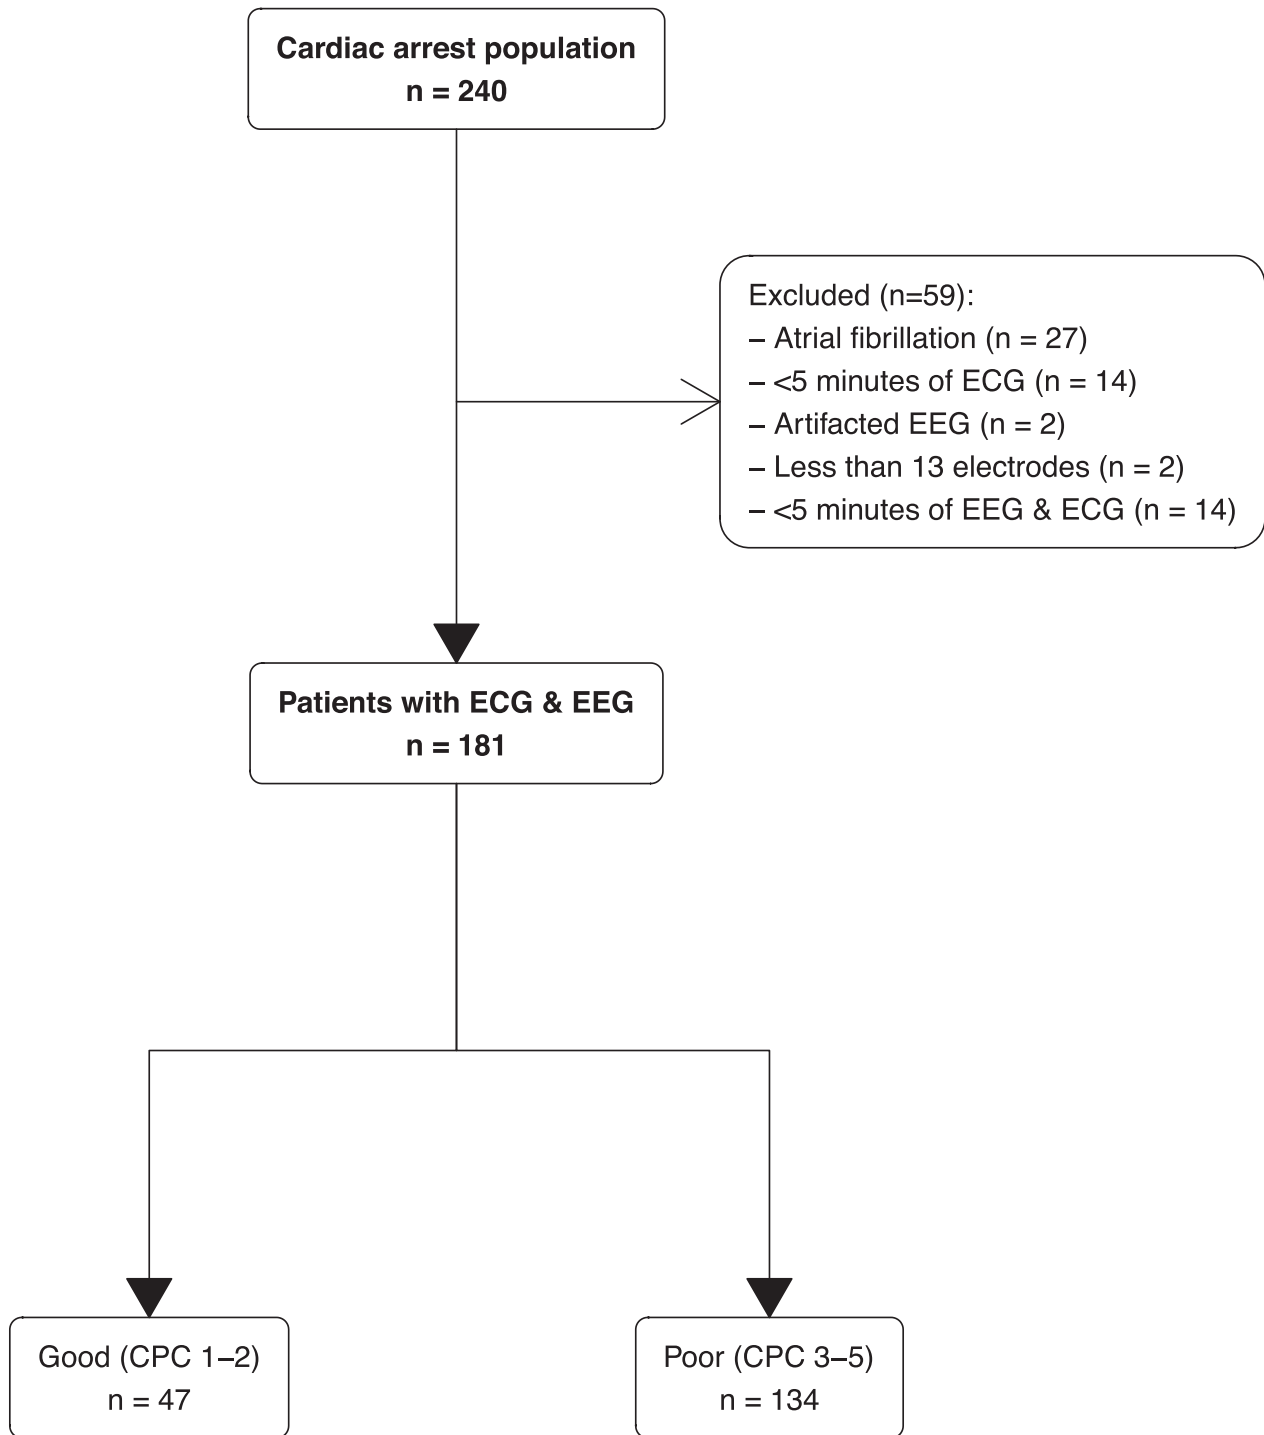 Cardiac arrest population
n = 240
Excluded (n=59):
– Atrial fibrillation (n = 27)
– <5 minutes of ECG (n = 14)
– Artifacted EEG (n = 2)
– Less than 13 electrodes (n = 2)
– <5 minutes of EEG & ECG (n = 14)
Patients with ECG & EEG
n = 181
Good (CPC 1–2)
n = 47
Poor (CPC 3–5)
n = 134